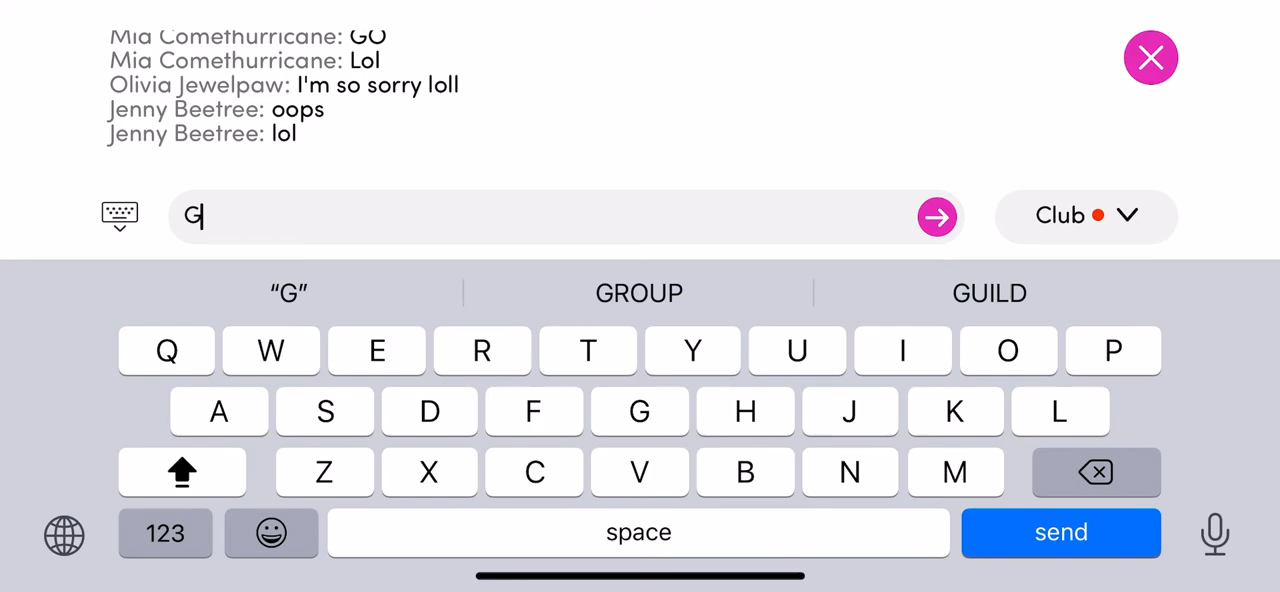 Mia Comethurricane: GO
Mia Comethurricane: Lol
Olivia Jewelpaw: I'm so sorry loll
Jenny Beetree: oops
Jenny Beetree: lol
G
Club
“G”
GROUP
GUILD
Q W E R T Y U I O P
A S D F G H J K L
Z X C V B N M
123
space
send